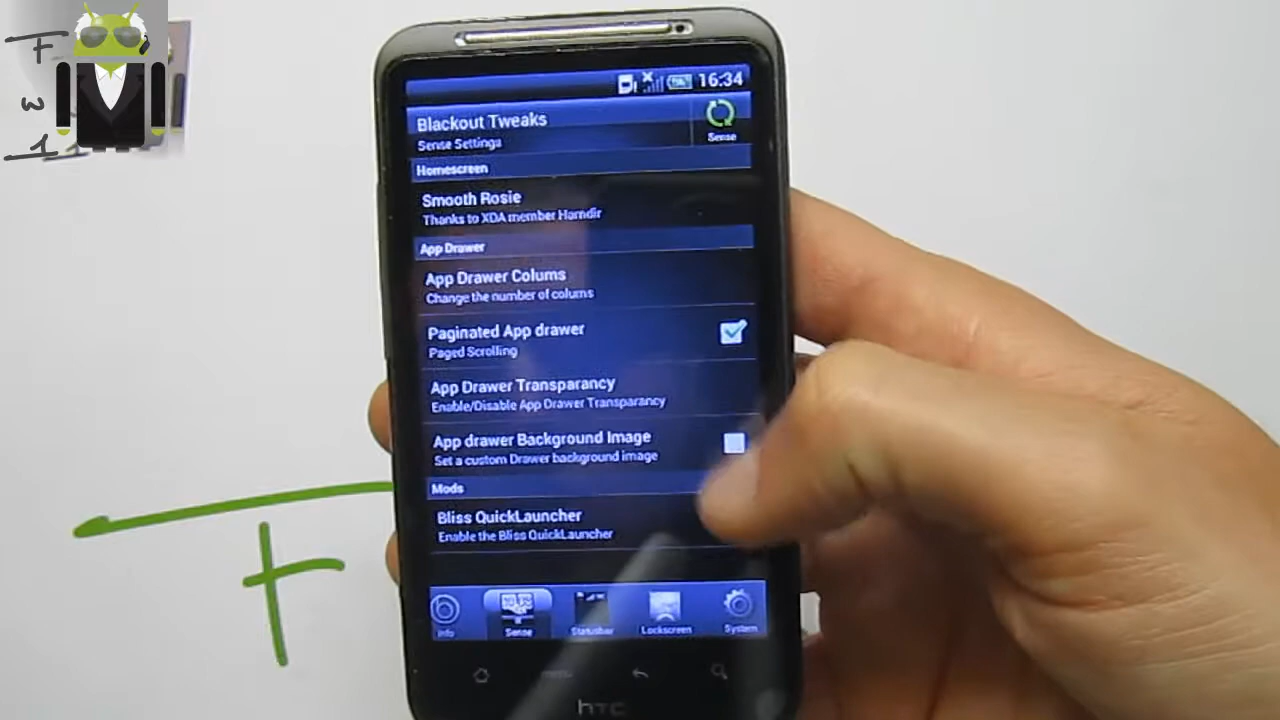 F
w
11
16:34
Blackout Tweaks
Sense Settings
Sense
Homescreen
Smooth Rosie
Thanks to XDA member Harndir
App Drawer
App Drawer Colums
Change the number of colums
Paginated App drawer
Paged Scrolling
App Drawer Transparancy
Enable/Disable App Drawer Transparancy
App drawer Background Image
Set a custom Drawer background image
Mods
Bliss QuickLauncher
Enable the Bliss QuickLauncher
Info Sense Statusbar Lockscreen System
menu
hTC
F